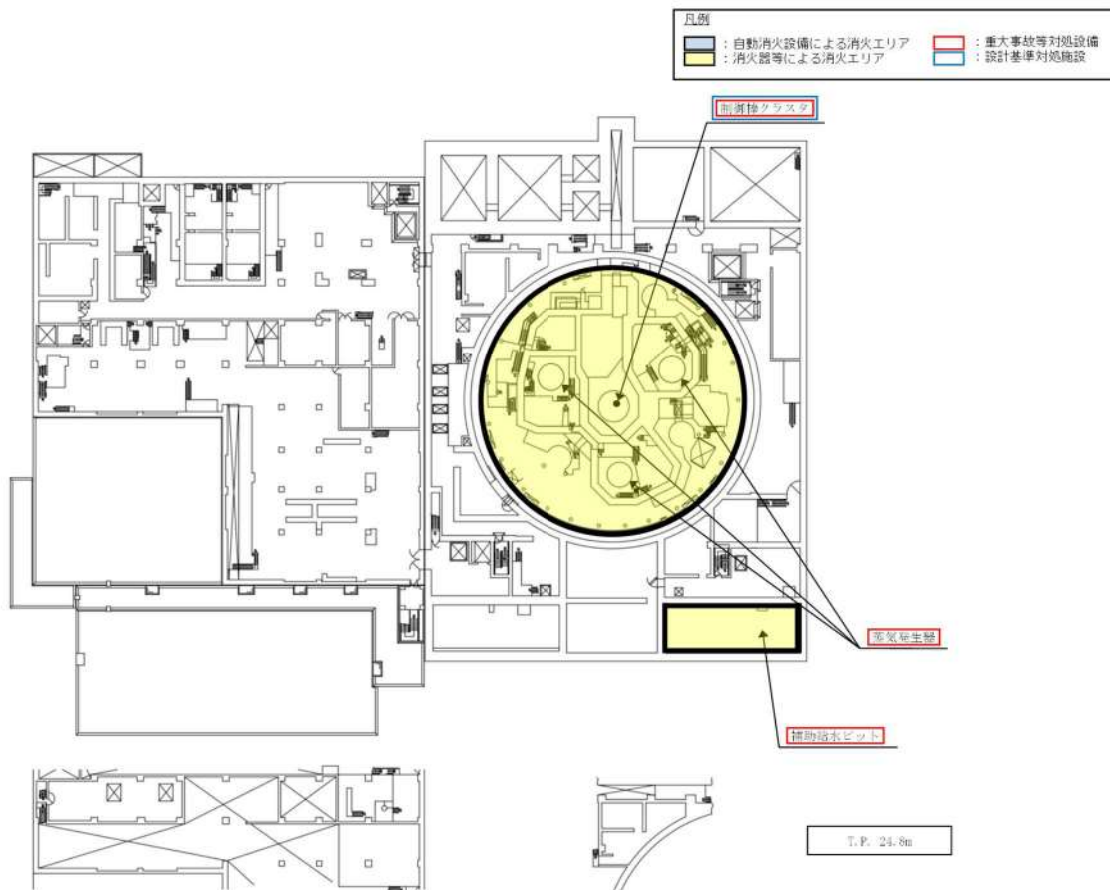 凡例
：自動消火設備による消火エリア
：消火器等による消火エリア
：重大事故等対処設備
：設計基準対処施設
制御棒クラスタ
蒸気発生器
補助給水ピット
T.P. 24.8m